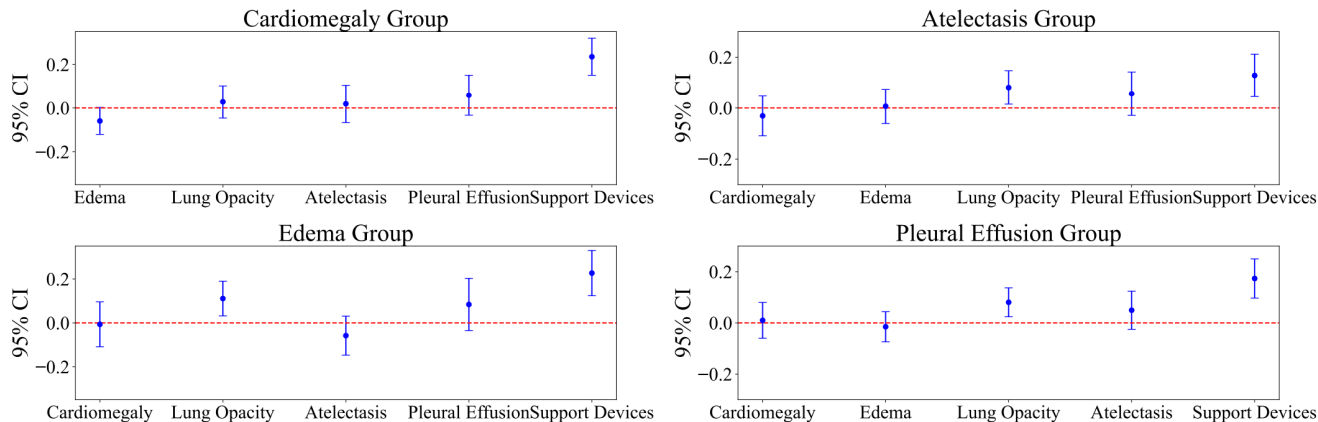 Cardiomegaly Group
95% CI
0.2
0.0
−0.2
Edema Lung Opacity Atelectasis Pleural Effusion Support Devices
Atelectasis Group
95% CI
0.2
0.0
−0.2
Cardiomegaly Edema Lung Opacity Pleural Effusion Support Devices
Edema Group
95% CI
0.2
0.0
−0.2
Cardiomegaly Lung Opacity Atelectasis Pleural Effusion Support Devices
Pleural Effusion Group
95% CI
0.2
0.0
−0.2
Cardiomegaly Edema Lung Opacity Atelectasis Support Devices